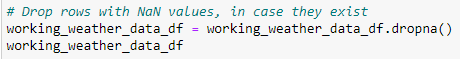 # Drop rows with NaN values, in case they exist
working_weather_data_df = working_weather_data_df.dropna()
working_weather_data_df